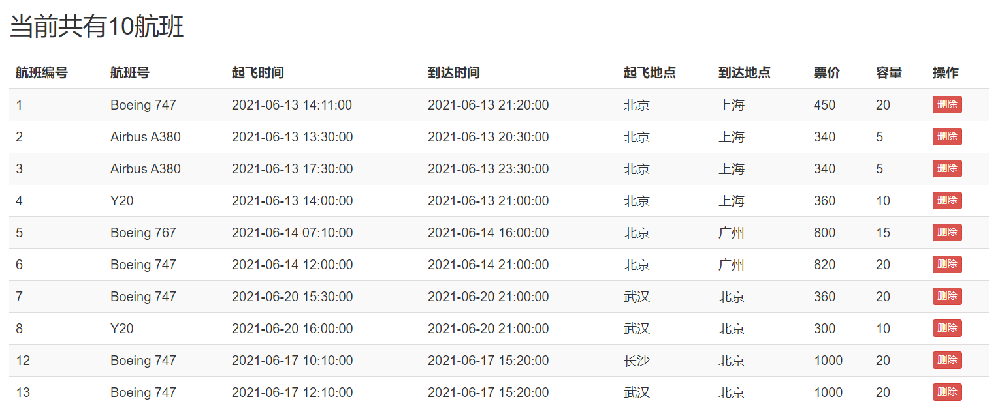 当前共有10航班
航班编号 航班号 起飞时间 到达时间 起飞地点 到达地点 票价 容量 操作
1 Boeing 747 2021-06-13 14:11:00 2021-06-13 21:20:00 北京 上海 450 20 删除
2 Airbus A380 2021-06-13 13:30:00 2021-06-13 20:30:00 北京 上海 340 5 删除
3 Airbus A380 2021-06-13 17:30:00 2021-06-13 23:30:00 北京 上海 340 5 删除
4 Y20 2021-06-13 14:00:00 2021-06-13 21:00:00 北京 上海 360 10 删除
5 Boeing 767 2021-06-14 07:10:00 2021-06-14 16:00:00 北京 广州 800 15 删除
6 Boeing 747 2021-06-14 12:00:00 2021-06-14 21:00:00 北京 广州 820 20 删除
7 Boeing 747 2021-06-20 15:30:00 2021-06-20 21:00:00 武汉 北京 360 20 删除
8 Y20 2021-06-20 16:00:00 2021-06-20 21:00:00 武汉 北京 300 10 删除
12 Boeing 747 2021-06-17 10:10:00 2021-06-17 15:20:00 长沙 北京 1000 20 删除
13 Boeing 747 2021-06-17 12:10:00 2021-06-17 15:20:00 武汉 北京 1000 20 删除